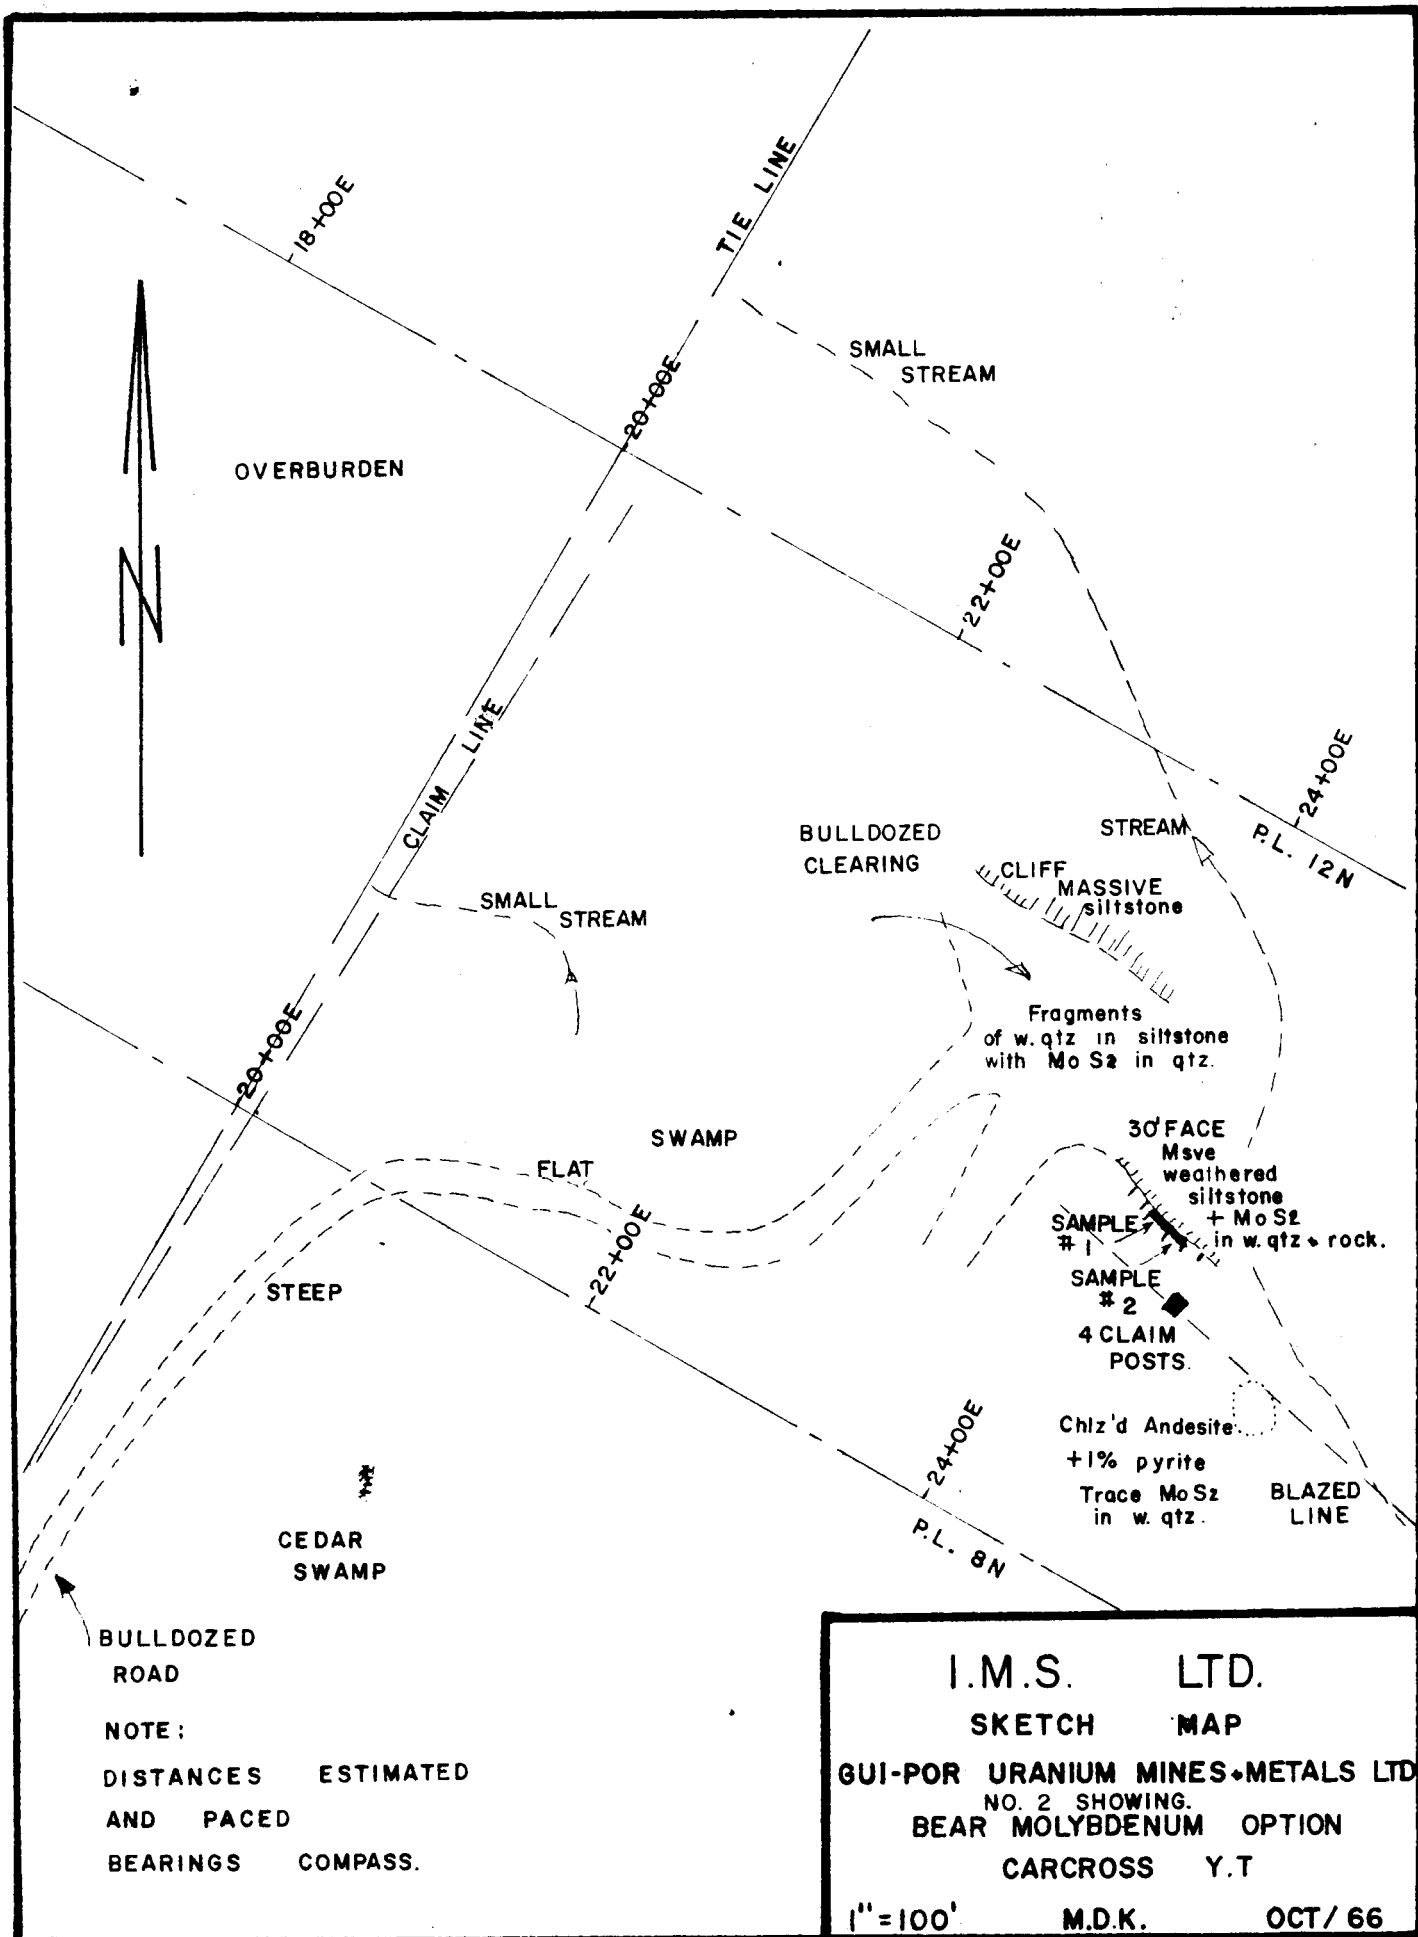 TIE LINE
18+00E
SMALL
STREAM
20+00E
OVERBURDEN
N
22+00E
CLAIM LINE
24+00E
P.L. 12N
STREAM
BULLDOZED
CLEARING
CLIFF
MASSIVE
siltstone
SMALL
STREAM
Fragments
of w. qtz in siltstone
with MoS2 in qtz.
20+00E
SWAMP
FLAT
30' FACE
Msve
weathered
siltstone
+ MoS2
in w. qtz + rock.
SAMPLE
# 1
22+00E
STEEP
SAMPLE
# 2
4 CLAIM
POSTS.
24+00E
Chlz'd Andesite
+1% pyrite
Trace MoS2
in w. qtz.
BLAZED
LINE
P.L. 8N
CEDAR
SWAMP
BULLDOZED
ROAD
NOTE:
DISTANCES ESTIMATED
AND PACED
BEARINGS COMPASS.
I.M.S. LTD.
SKETCH MAP
GUI-POR URANIUM MINES+METALS LTD
NO. 2 SHOWING.
BEAR MOLYBDENUM OPTION
CARCROSS Y.T
1"=100' M.D.K. OCT/66